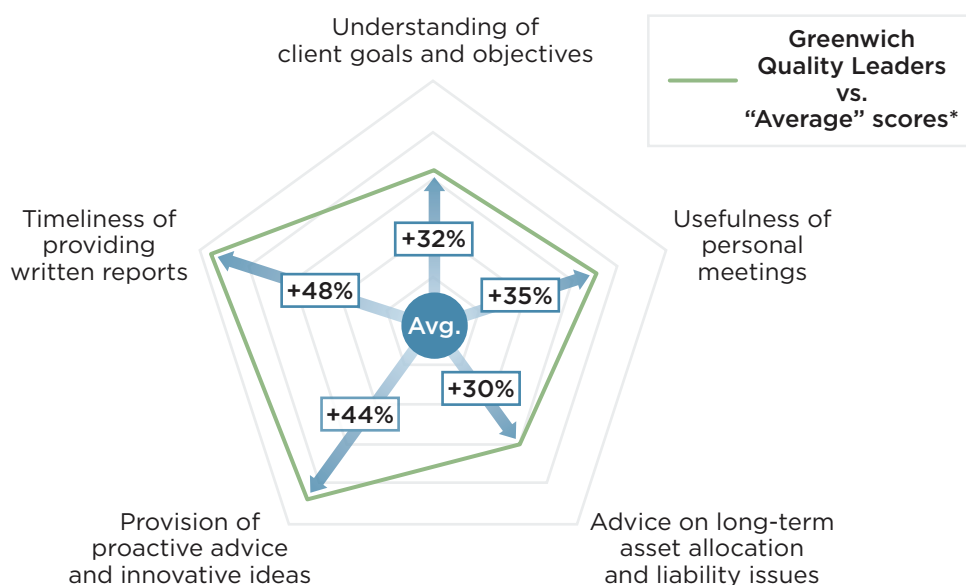 Understanding of
client goals and objectives
Greenwich
Quality Leaders
vs.
“Average” scores*
Timeliness of
providing
written reports
Usefulness of
personal
meetings
+32%
+48%
+35%
Avg.
+30%
+44%
Provision of
proactive advice
and innovative ideas
Advice on long-term
asset allocation
and liability issues